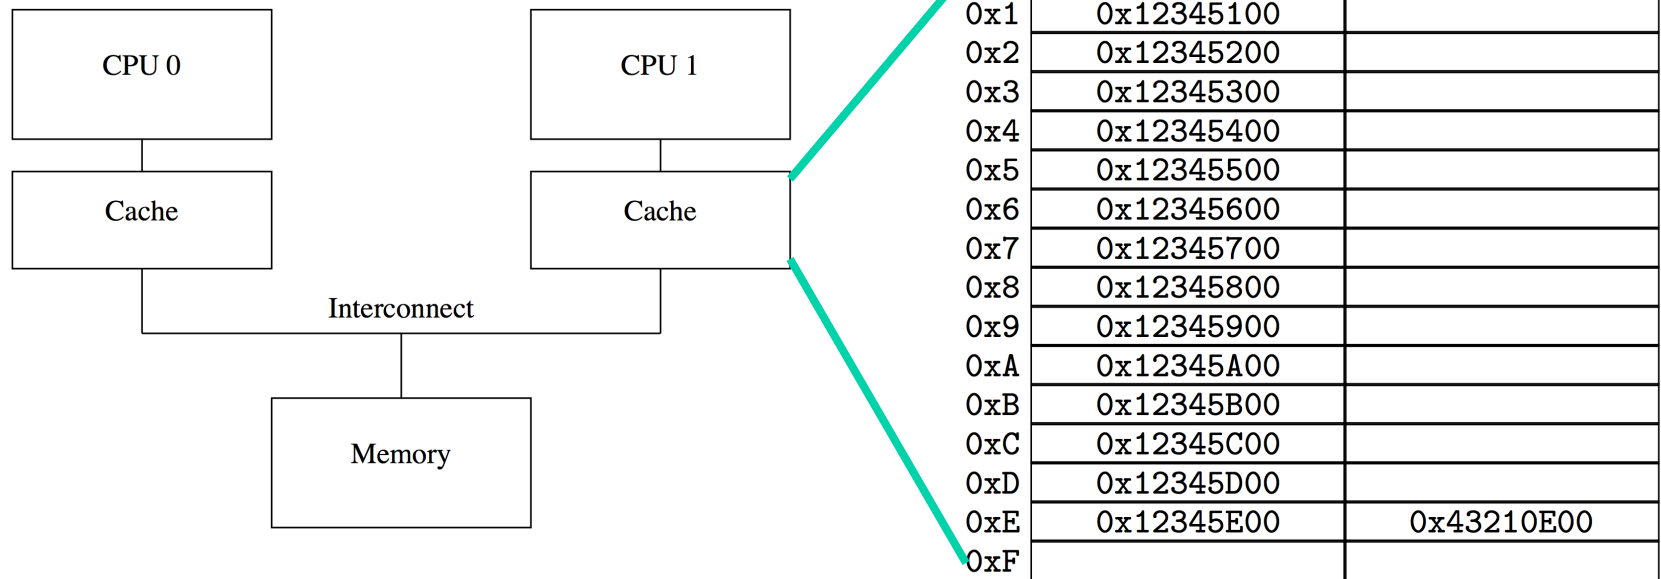 CPU 0
CPU 1
Cache
Cache
Interconnect
Memory
0x1 0x12345100
0x2 0x12345200
0x3 0x12345300
0x4 0x12345400
0x5 0x12345500
0x6 0x12345600
0x7 0x12345700
0x8 0x12345800
0x9 0x12345900
0xA 0x12345A00
0xB 0x12345B00
0xC 0x12345C00
0xD 0x12345D00
0xE 0x12345E00 0x43210E00
0xF